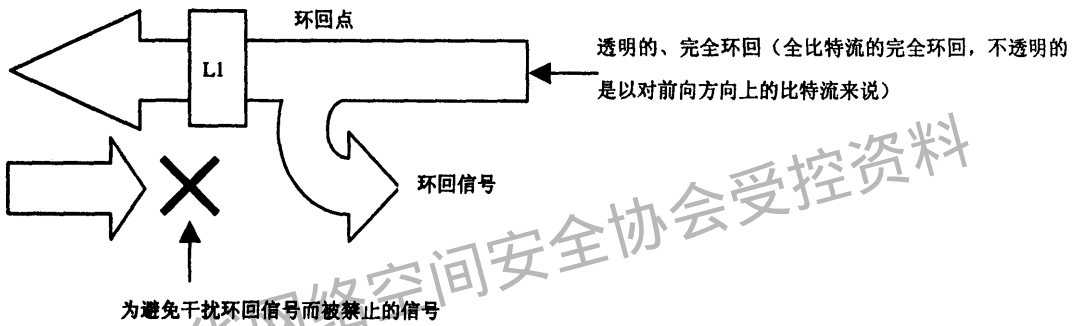 环回点
L1
透明的、完全环回（全比特流的完全环回，不透明的
是以对前向方向上的比特流来说）
环回信号
为避免干扰环回信号而被禁止的信号
网络空间安全协会受控资料